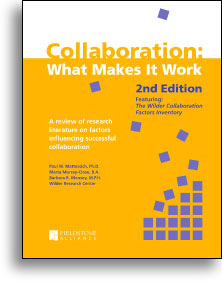 Collaboration:
What Makes It Work
2nd Edition
Featuring:
The Wilder Collaboration
Factors Inventory
A review of research
literature on factors
influencing successful
collaboration
Paul W. Mattessich, Ph.D.
Marta Murray-Close, B.A.
Barbara R. Monsey, M.P.H.
Wilder Research Center
FIELDSTONE
ALLIANCE